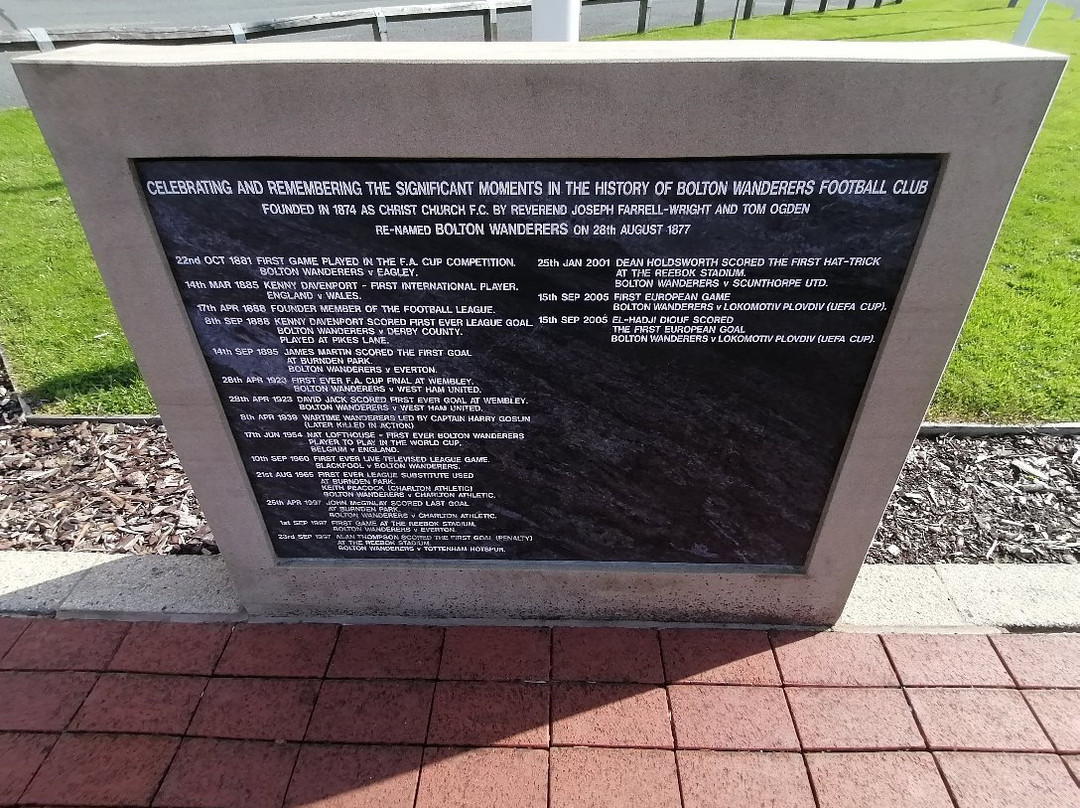 CELEBRATING AND REMEMBERING THE SIGNIFICANT MOMENTS IN THE HISTORY OF BOLTON WANDERERS FOOTBALL CLUB
FOUNDED IN 1874 AS CHRIST CHURCH F.C. BY REVEREND JOSEPH FARRELL-WRIGHT AND TOM OGDEN
RE-NAMED BOLTON WANDERERS ON 28th AUGUST 1877
22nd OCT 1881 FIRST GAME PLAYED IN THE F.A. CUP COMPETITION.
BOLTON WANDERERS v EAGLEY.
14th MAR 1885 KENNY DAVENPORT - FIRST INTERNATIONAL PLAYER.
ENGLAND v WALES.
17th APR 1888 FOUNDER MEMBER OF THE FOOTBALL LEAGUE.
8th SEP 1888 KENNY DAVENPORT SCORED FIRST EVER LEAGUE GOAL
BOLTON WANDERERS v DERBY COUNTY.
PLAYED AT PIKES LANE.
14th SEP 1895 JAMES MARTIN SCORED THE FIRST GOAL
AT BURNDEN PARK.
BOLTON WANDERERS v EVERTON.
28th APR 1923 FIRST EVER F.A. CUP FINAL AT WEMBLEY.
BOLTON WANDERERS v WEST HAM UNITED.
28th APR 1923 DAVID JACK SCORED FIRST EVER GOAL AT WEMBLEY.
BOLTON WANDERERS v WEST HAM UNITED.
8th APR 1939 WARTIME WANDERERS LED BY CAPTAIN HARRY GOSLIN
(LATER KILLED IN ACTION)
17th JUN 1954 NAT LOFTHOUSE - FIRST EVER BOLTON WANDERERS
PLAYER TO PLAY IN THE WORLD CUP.
BELGIUM v ENGLAND.
10th SEP 1960 FIRST EVER LIVE TELEVISED LEAGUE GAME.
BLACKPOOL v BOLTON WANDERERS.
21st AUG 1965 FIRST EVER LEAGUE SUBSTITUTE USED
AT BURNDEN PARK.
KEITH PEACOCK (CHARLTON ATHLETIC)
BOLTON WANDERERS v CHARLTON ATHLETIC.
25th APR 1997 JOHN McGINLAY SCORED LAST GOAL
AT BURNDEN PARK.
BOLTON WANDERERS v CHARLTON ATHLETIC.
1st SEP 1997 FIRST GAME AT THE REEBOK STADIUM.
BOLTON WANDERERS v EVERTON.
23rd SEP 1997 ALAN THOMPSON SCORED THE FIRST GOAL (PENALTY)
AT THE REEBOK STADIUM.
BOLTON WANDERERS v TOTTENHAM HOTSPUR.
25th JAN 2001 DEAN HOLDSWORTH SCORED THE FIRST HAT-TRICK
AT THE REEBOK STADIUM.
BOLTON WANDERERS v SCUNTHORPE UTD.
15th SEP 2005 FIRST EUROPEAN GAME
BOLTON WANDERERS v LOKOMOTIV PLOVDIV (UEFA CUP).
15th SEP 2005 EL-HADJI DIOUF SCORED
THE FIRST EUROPEAN GOAL
BOLTON WANDERERS v LOKOMOTIV PLOVDIV (UEFA CUP).